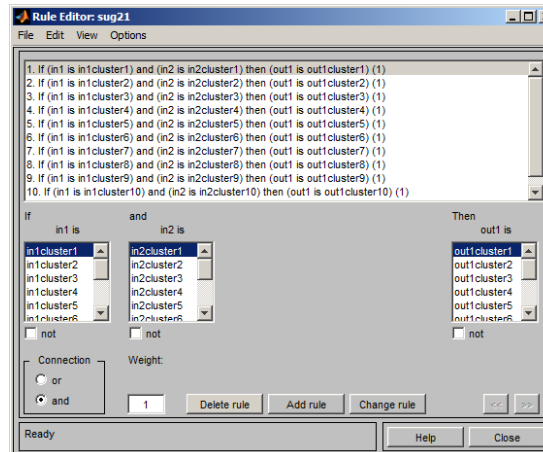 Rule Editor: sug21
File Edit View Options
1. If (in1 is in1cluster1) and (in2 is in2cluster1) then (out1 is out1cluster1) (1)
2. If (in1 is in1cluster2) and (in2 is in2cluster2) then (out1 is out1cluster2) (1)
3. If (in1 is in1cluster3) and (in2 is in2cluster3) then (out1 is out1cluster3) (1)
4. If (in1 is in1cluster4) and (in2 is in2cluster4) then (out1 is out1cluster4) (1)
5. If (in1 is in1cluster5) and (in2 is in2cluster5) then (out1 is out1cluster5) (1)
6. If (in1 is in1cluster6) and (in2 is in2cluster6) then (out1 is out1cluster6) (1)
7. If (in1 is in1cluster7) and (in2 is in2cluster7) then (out1 is out1cluster7) (1)
8. If (in1 is in1cluster8) and (in2 is in2cluster8) then (out1 is out1cluster8) (1)
9. If (in1 is in1cluster9) and (in2 is in2cluster9) then (out1 is out1cluster9) (1)
10. If (in1 is in1cluster10) and (in2 is in2cluster10) then (out1 is out1cluster10) (1)
If and Then
in1 is in2 is out1 is
in1cluster1 in2cluster1 out1cluster1
in1cluster2 in2cluster2 out1cluster2
in1cluster3 in2cluster3 out1cluster3
in1cluster4 in2cluster4 out1cluster4
in1cluster5 in2cluster5 out1cluster5
in1cluster6 in2cluster6 out1cluster6
not not not
Connection Weight:
or
and 1 Delete rule Add rule Change rule << >>
Ready Help Close